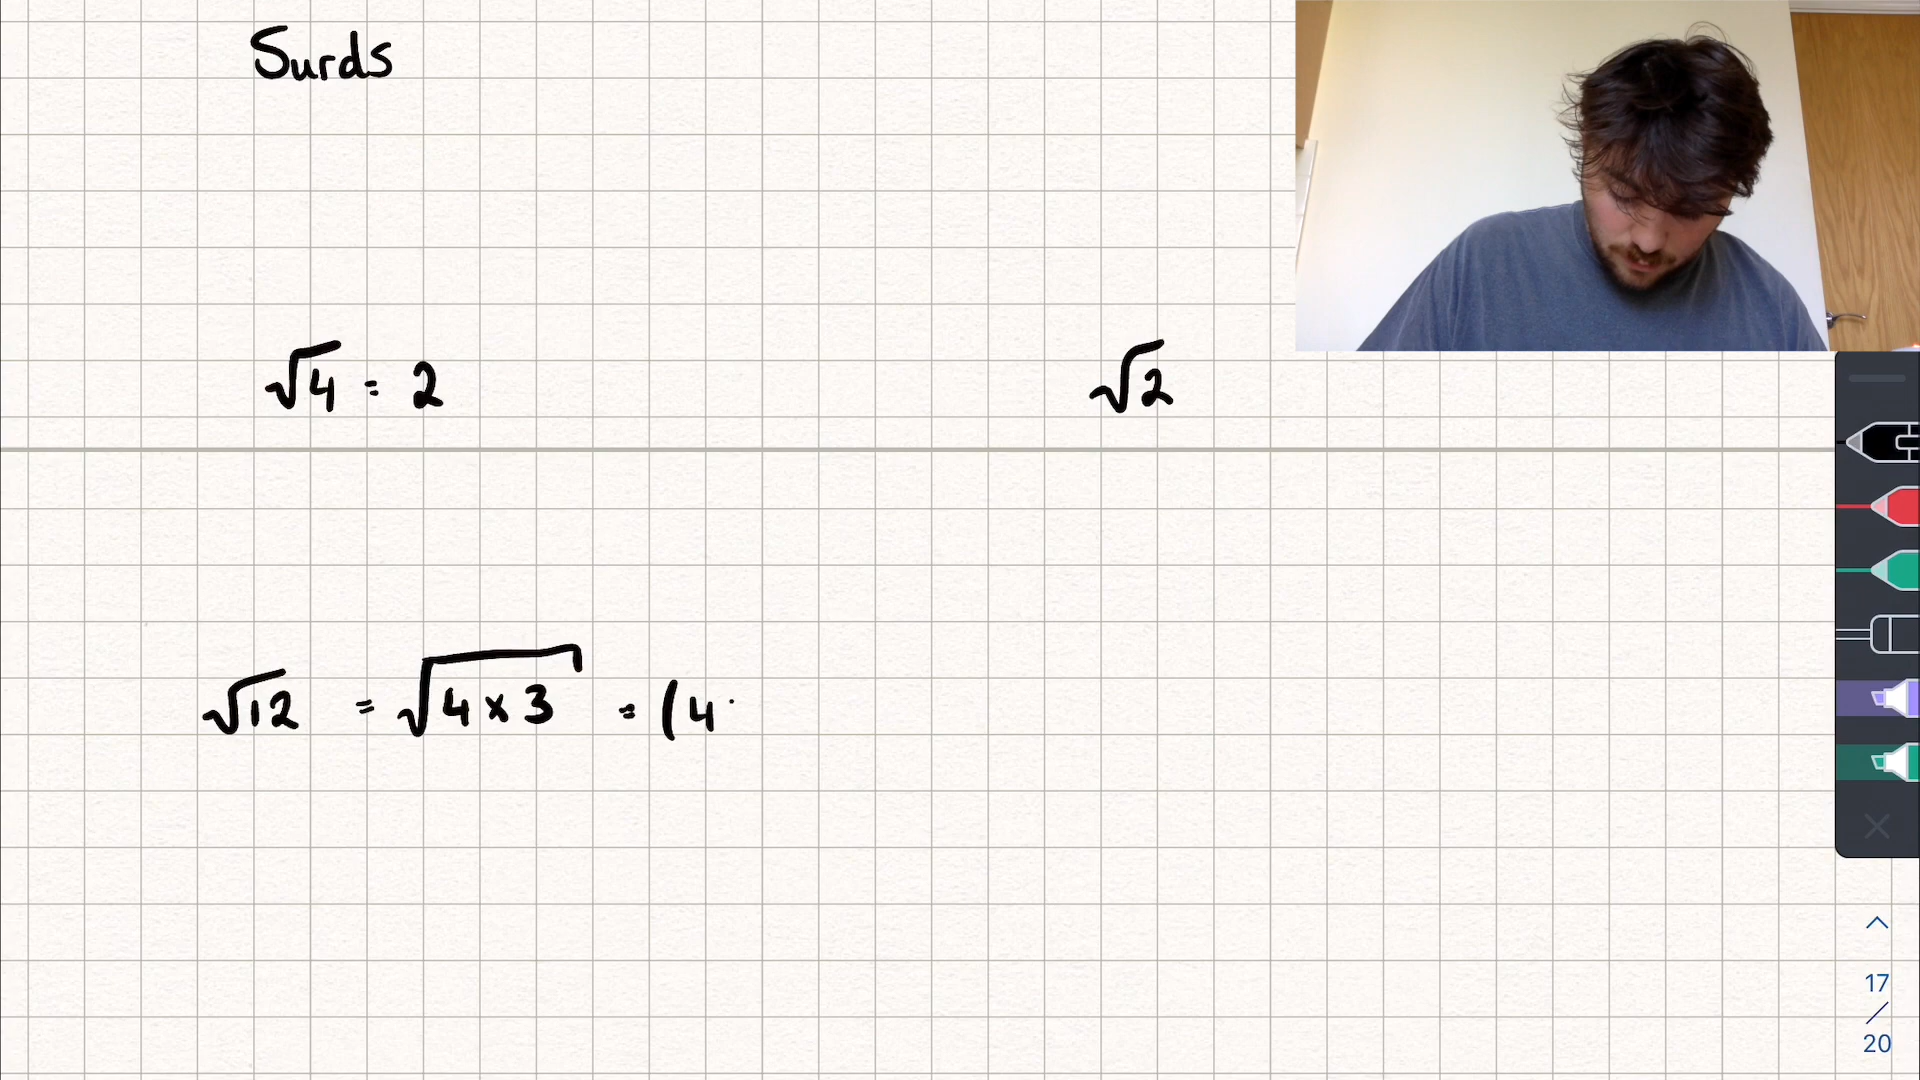 Surds
√4 = 2
√2
√12 = √4 × 3 = (4
17
/
20